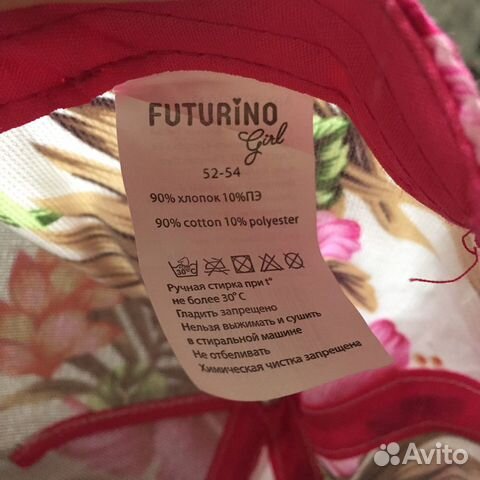 FUTURiNO
Girl
52-54
90% хлопок 10%ПЭ
90% cotton 10% polyester
30°C
Ручная стирка при t°
не более 30°C
Гладить запрещено
Нельзя выжимать и сушить
в стиральной машине
Не отбеливать
Химическая чистка запрещена
Avito